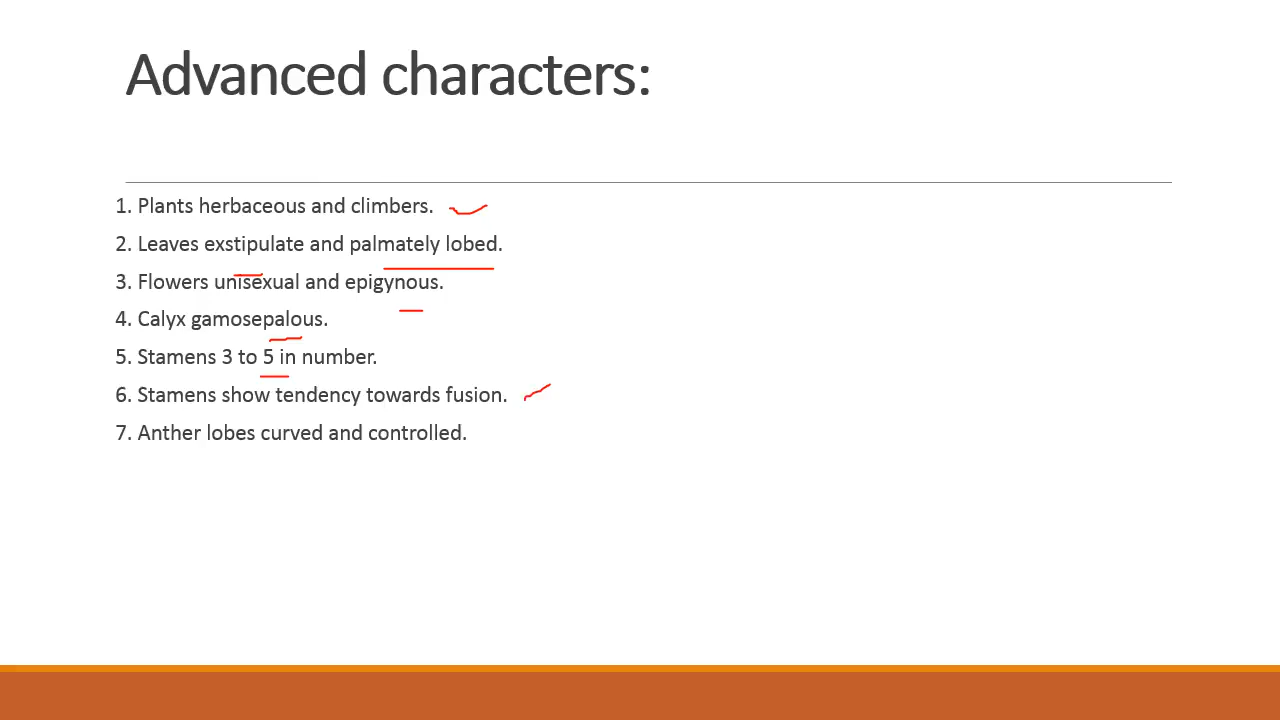 Advanced characters:
1. Plants herbaceous and climbers.
2. Leaves exstipulate and palmately lobed.
3. Flowers unisexual and epigynous.
4. Calyx gamosepalous.
5. Stamens 3 to 5 in number.
6. Stamens show tendency towards fusion.
7. Anther lobes curved and controlled.